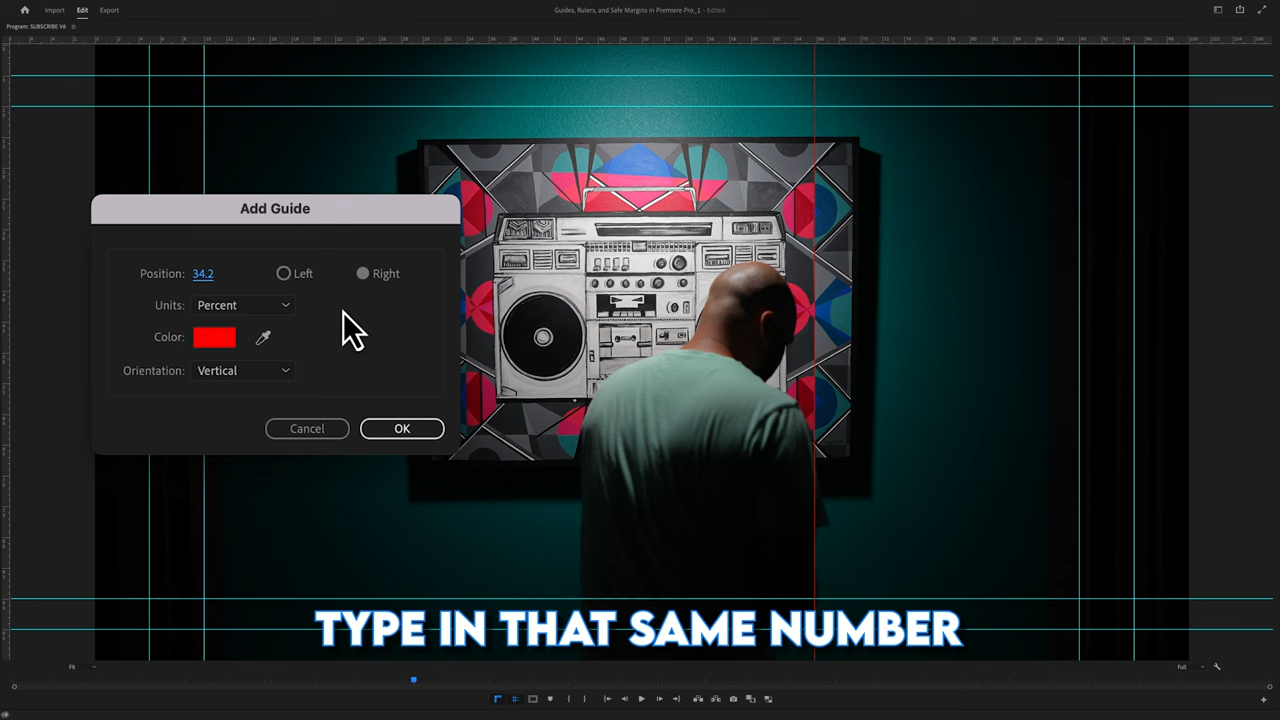 Import Edit Export
Guides, Rulers, and Safe Margins in Premiere Pro_1 - Edited
Program: SUBSCRIBE V6
Add Guide
Position: 34.2 Left Right
Units: Percent
Color:
Orientation: Vertical
Cancel OK
TYPE IN THAT SAME NUMBER
Fit Full